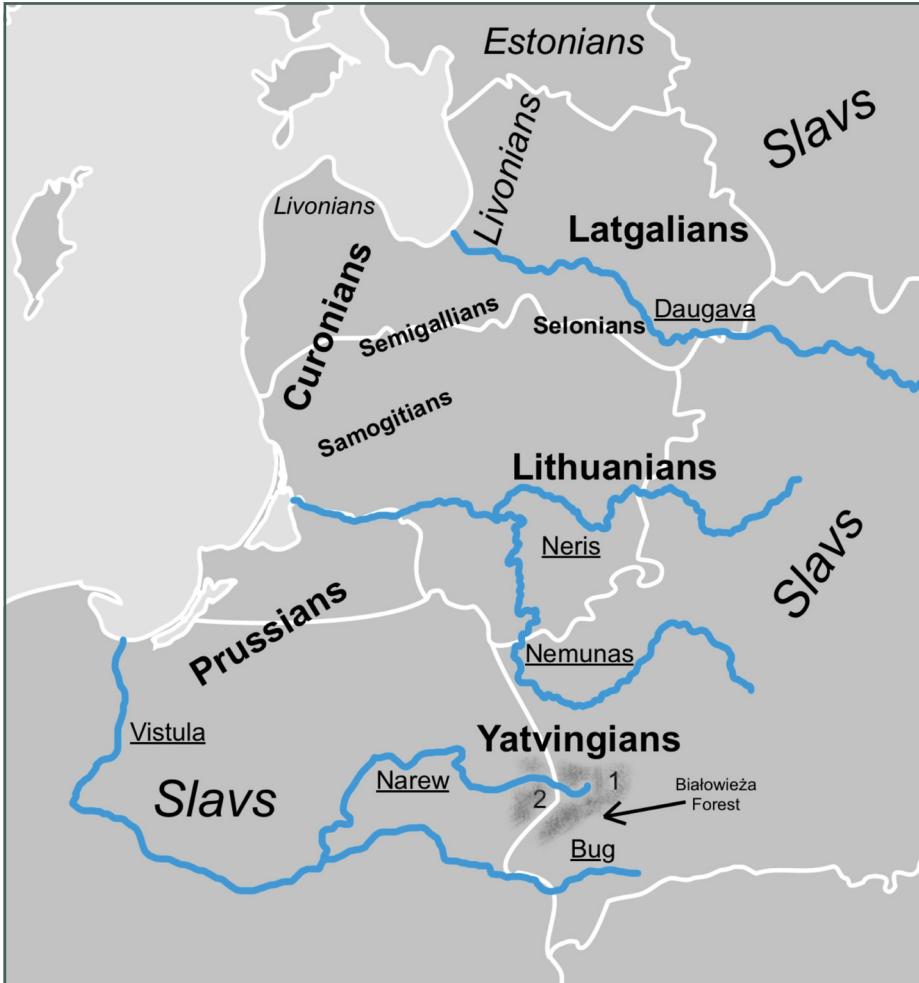 Estonians
Slavs
Livonians
Livonians
Latgalians
Curonians
Daugava
Semigallians
Selonians
Samogitians
Lithuanians
Neris
Slavs
Prussians
Nemunas
Vistula
Yatvingians
Narew
Slavs
1
2
Białowieża
Forest
Bug